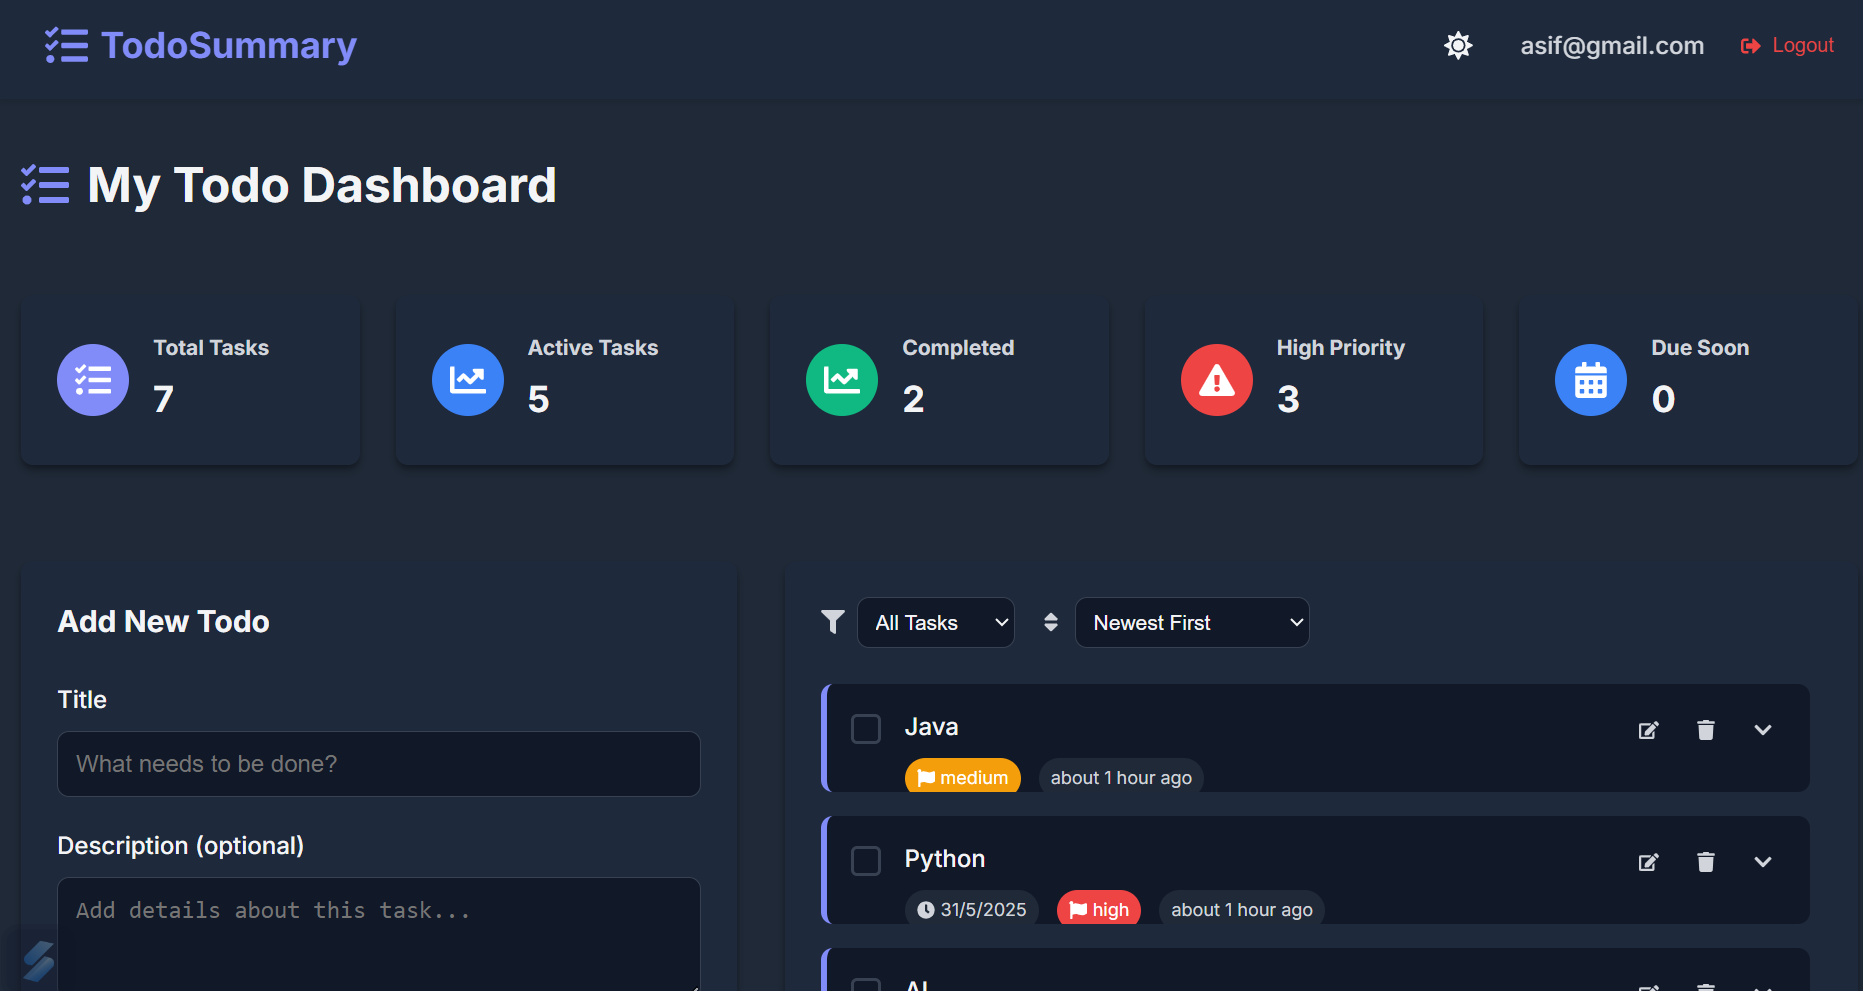 TodoSummary
asif@gmail.com
Logout
My Todo Dashboard
Total Tasks
7
Active Tasks
5
Completed
2
High Priority
3
Due Soon
0
Add New Todo
Title
What needs to be done?
Description (optional)
Add details about this task...
All Tasks
Newest First
Java
medium
about 1 hour ago
Python
31/5/2025
high
about 1 hour ago
AI